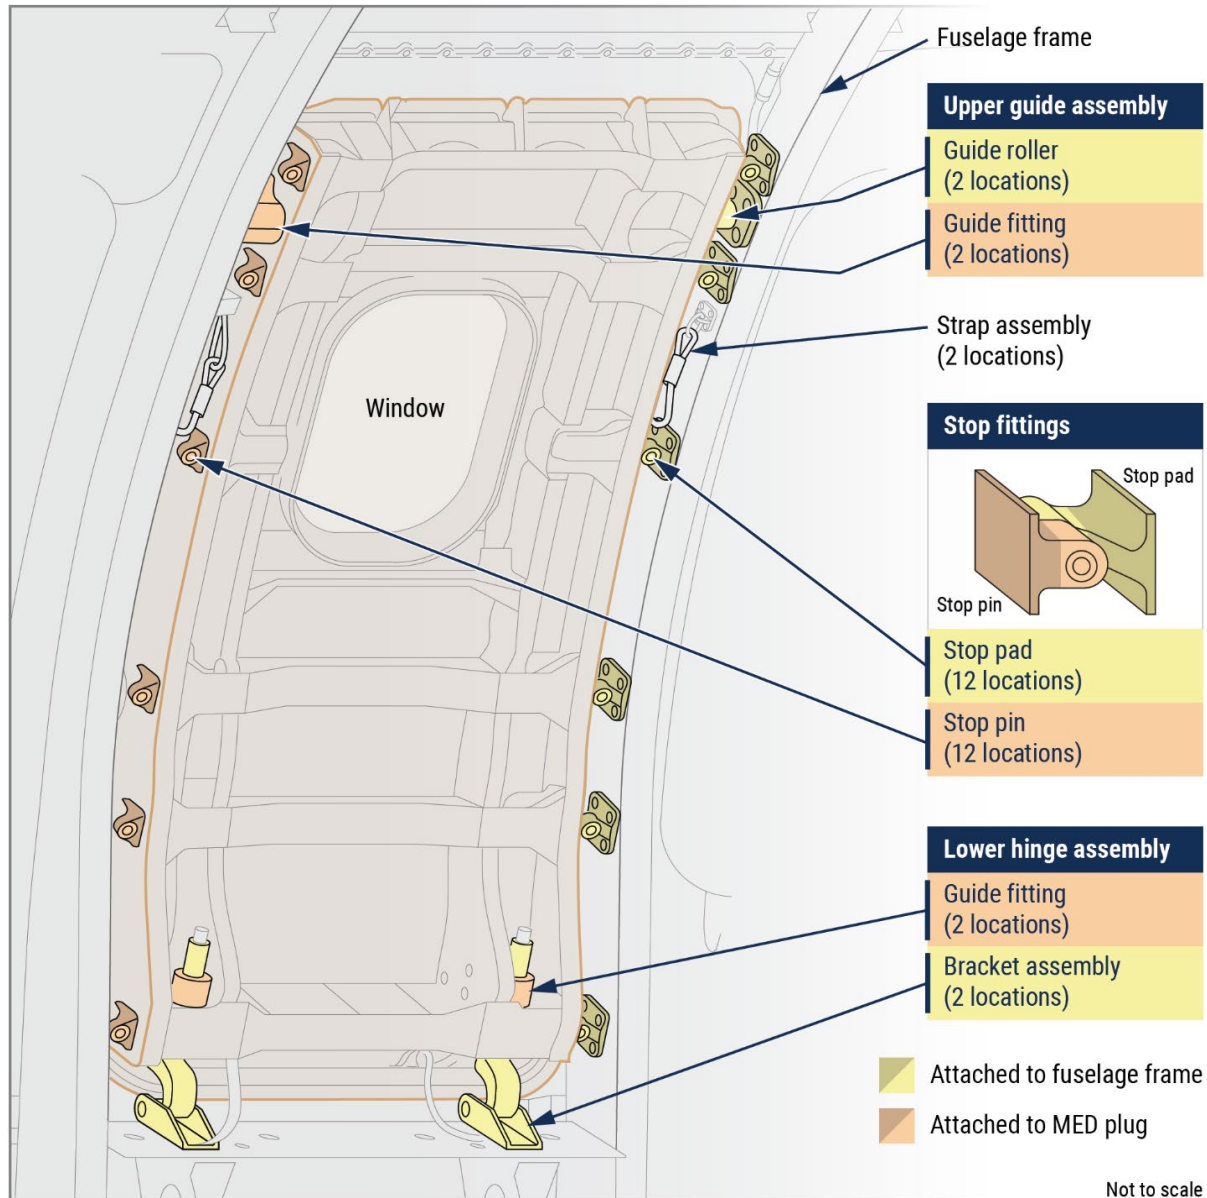 Fuselage frame
Upper guide assembly
Guide roller
(2 locations)
Guide fitting
(2 locations)
Strap assembly
(2 locations)
Window
Stop fittings
Stop pad
Stop pin
Stop pad
(12 locations)
Stop pin
(12 locations)
Lower hinge assembly
Guide fitting
(2 locations)
Bracket assembly
(2 locations)
Attached to fuselage frame
Attached to MED plug
Not to scale